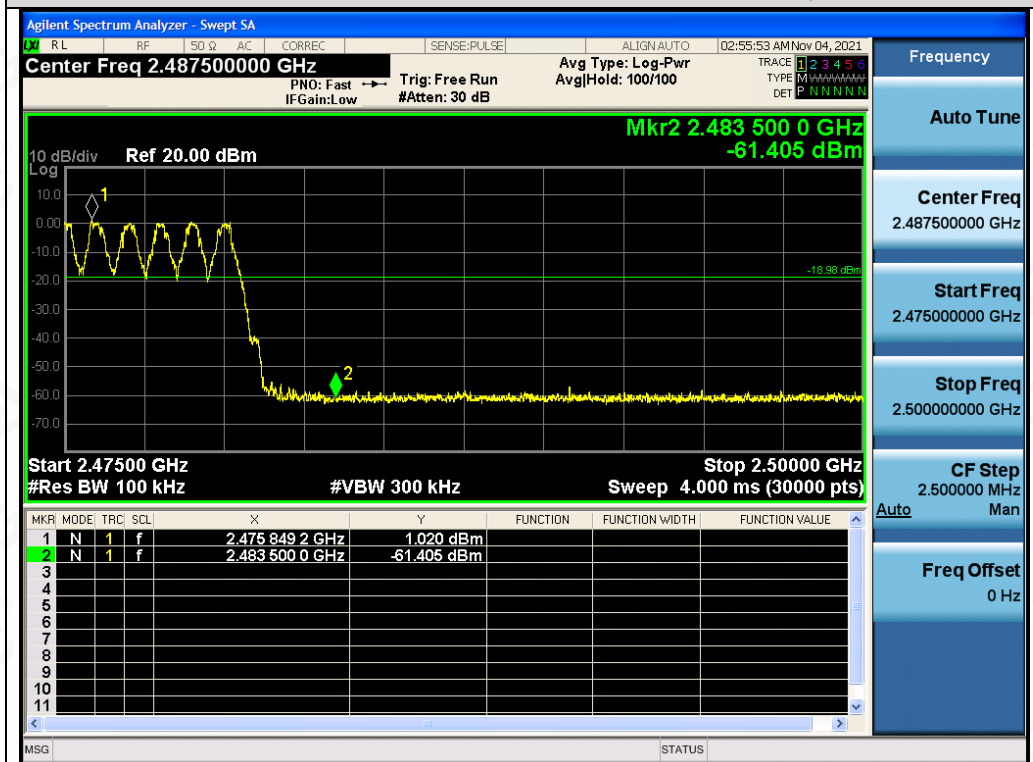 Agilent Spectrum Analyzer - Swept SA
LXI RL RF 50 Ω AC CORREC SENSE:PULSE ALIGN AUTO 02:55:53 AM Nov 04, 2021
Center Freq 2.487500000 GHz
PNO: Fast
IFGain:Low
Trig: Free Run
#Atten: 30 dB
Avg Type: Log-Pwr
Avg|Hold: 100/100
TRACE 1 2 3 4 5 6
TYPE M WWWWW
DET P N N N N N
Mkr2 2.483 500 0 GHz
-61.405 dBm
10 dB/div Ref 20.00 dBm
Log
10.0
0.00
-10.0
-20.0
-30.0
-40.0
-50.0
-60.0
-70.0
1
2
-18.98 dBm
Start 2.47500 GHz Stop 2.50000 GHz
#Res BW 100 kHz #VBW 300 kHz Sweep 4.000 ms (30000 pts)
MKR MODE TRC SCL X Y FUNCTION FUNCTION WIDTH FUNCTION VALUE
1 N 1 f 2.475 849 2 GHz 1.020 dBm
2 N 1 f 2.483 500 0 GHz -61.405 dBm
3
4
5
6
7
8
9
10
11
MSG STATUS
Frequency
Auto Tune
Center Freq
2.487500000 GHz
Start Freq
2.475000000 GHz
Stop Freq
2.500000000 GHz
CF Step
2.500000 MHz
Auto Man
Freq Offset
0 Hz